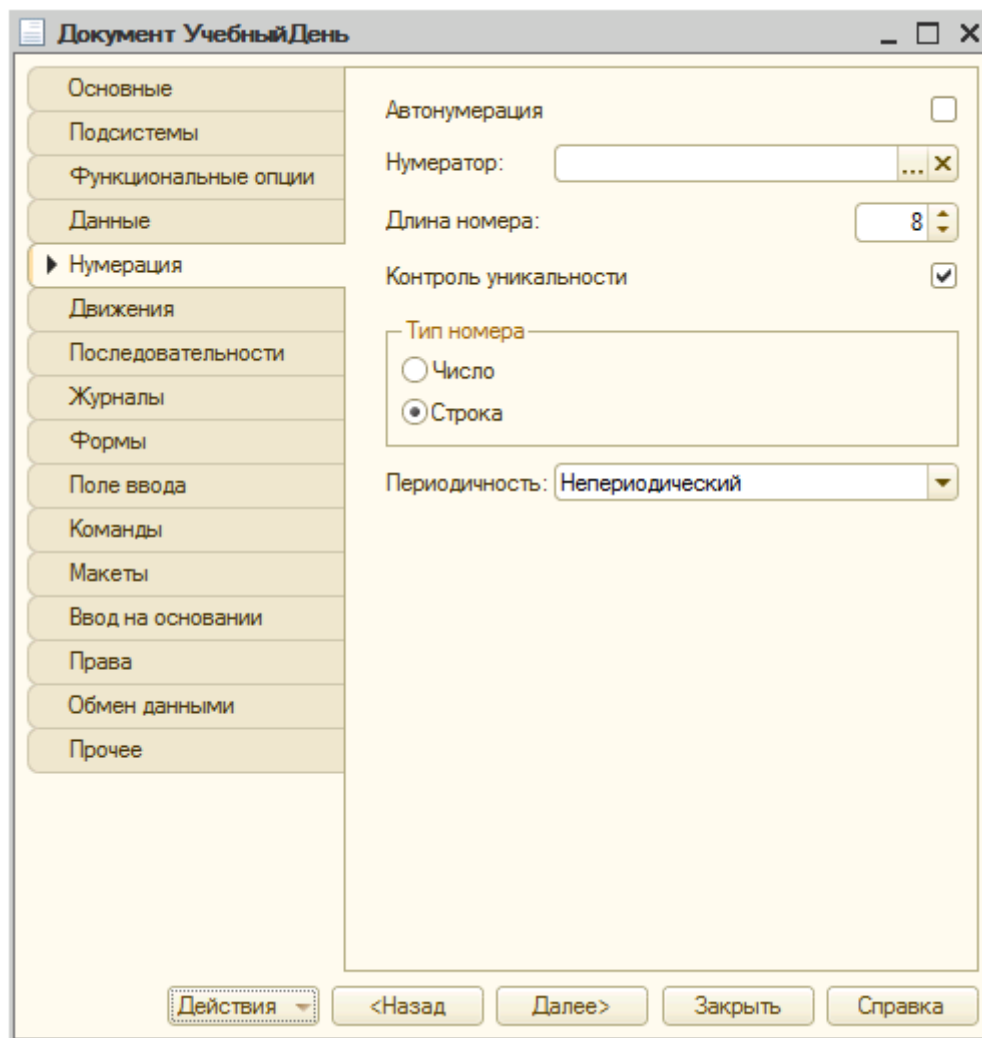 Документ УчебныйДень
Основные
Подсистемы
Функциональные опции
Данные
Нумерация
Движения
Последовательности
Журналы
Формы
Поле ввода
Команды
Макеты
Ввод на основании
Права
Обмен данными
Прочее
Автонумерация
Нумератор: ...
Длина номера: 8
Контроль уникальности
Тип номера
Число
Строка
Периодичность: Непериодический
Действия <Назад Далее> Закрыть Справка